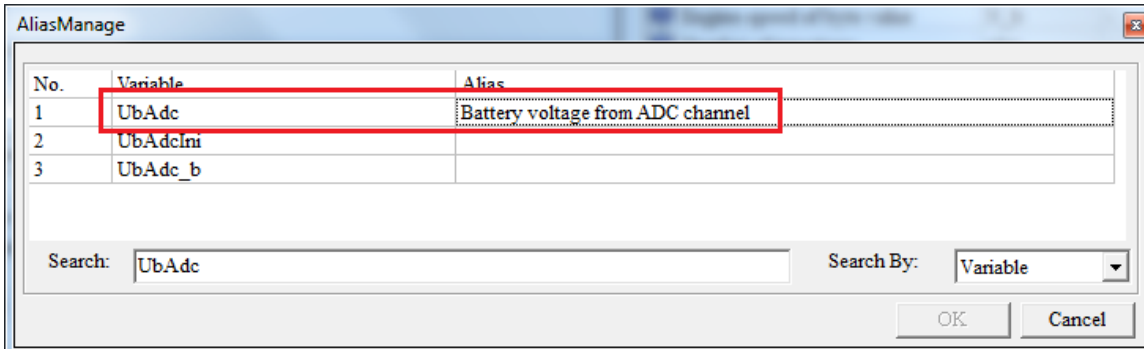 AliasManage
No. Variable Alias
1 UbAdc Battery voltage from ADC channel
2 UbAdcIni
3 UbAdc_b
Search: UbAdc Search By: Variable
OK Cancel